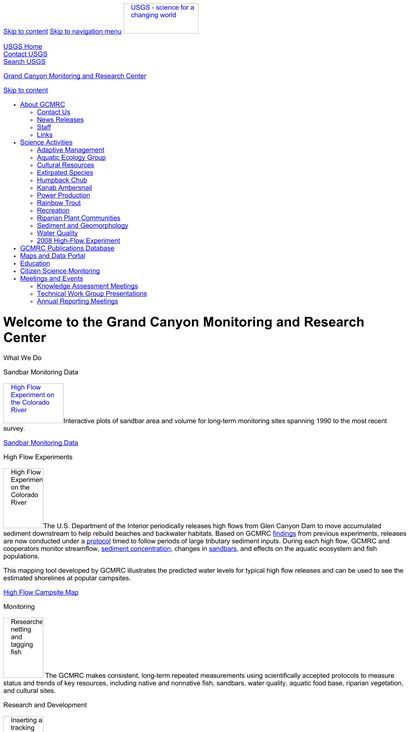 Skip to content Skip to navigation menu USGS - science for a
changing world
USGS Home
Contact USGS
Search USGS
Grand Canyon Monitoring and Research Center
Skip to content
About GCMRC
Contact Us
News Releases
Staff
Links
Science Activities
Adaptive Management
Aquatic Ecology Group
Cultural Resources
Extirpated Species
Humpback Chub
Kanab Ambersnail
Power Production
Rainbow Trout
Recreation
Riparian Plant Communities
Sediment and Geomorphology
Water Quality
2008 High-Flow Experiment
GCMRC Publications Database
Maps and Data Portal
Education
Citizen Science Monitoring
Meetings and Events
Knowledge Assessment Meetings
Technical Work Group Presentations
Annual Reporting Meetings
Welcome to the Grand Canyon Monitoring and Research
Center
What We Do
Sandbar Monitoring Data
High Flow
Experiment on
the Colorado
River
Interactive plots of sandbar area and volume for long-term monitoring sites spanning 1990 to the most recent
survey.
Sandbar Monitoring Data
High Flow Experiments
High Flow
Experimen
on the
Colorado
River
The U.S. Department of the Interior periodically releases high flows from Glen Canyon Dam to move accumulated
sediment downstream to help rebuild beaches and backwater habitats. Based on GCMRC findings from previous experiments, releases
are now conducted under a protocol timed to follow periods of large tributary sediment inputs. During each high flow, GCMRC and
cooperators monitor streamflow, sediment concentration, changes in sandbars, and effects on the aquatic ecosystem and fish
populations.
This mapping tool developed by GCMRC illustrates the predicted water levels for typical high flow releases and can be used to see the
estimated shorelines at popular campsites.
High Flow Campsite Map
Monitoring
Researche
netting
and
tagging
fish
The GCMRC makes consistent, long-term repeated measurements using scientifically accepted protocols to measure
status and trends of key resources, including native and nonnative fish, sandbars, water quality, aquatic food base, riparian vegetation,
and cultural sites.
Research and Development
Inserting a
tracking